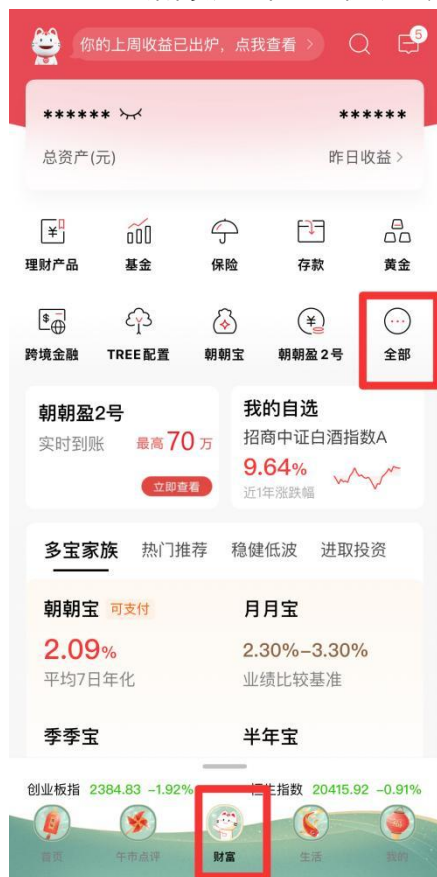 你的上周收益已出炉，点我查看 >
5
****** ******
总资产(元) 昨日收益 >
理财产品 基金 保险 存款 黄金
跨境金融 TREE配置 朝朝宝 朝朝盈2号 全部
朝朝盈2号
实时到账 最高70万
立即查看
我的自选
招商中证白酒指数A
9.64%
近1年涨跌幅
多宝家族 热门推荐 稳健低波 进取投资
朝朝宝 可支付 月月宝
2.09% 2.30%-3.30%
平均7日年化 业绩比较基准
季季宝 半年宝
创业板指 2384.83 -1.92% 恒生指数 20415.92 -0.91%
首页 午市点评 财富 生活 我的